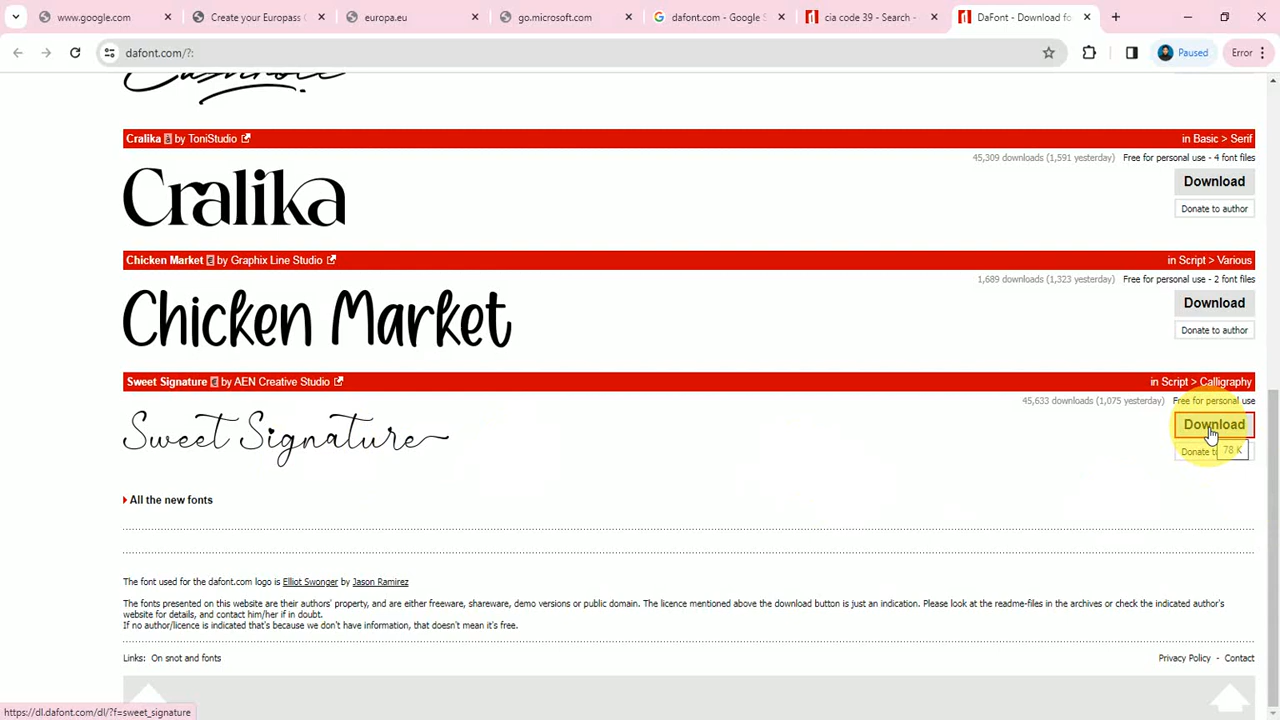 www.google.com
Create your Europass C
europa.eu
go.microsoft.com
dafont.com - Google S
cia code 39 - Search -
DaFont - Download fo
dafont.com/?:
Paused
Error
Cralika € by ToniStudio
in Basic > Serif
45,309 downloads (1,591 yesterday) Free for personal use - 4 font files
Cralika
Download
Donate to author
Chicken Market € by Graphix Line Studio
in Script > Various
1,689 downloads (1,323 yesterday) Free for personal use - 2 font files
Chicken Market
Download
Donate to author
Sweet Signature € by AEN Creative Studio
in Script > Calligraphy
45,633 downloads (1,075 yesterday) Free for personal use
Sweet Signature
Download
Donate t
78 K
All the new fonts
The font used for the dafont.com logo is Elliot Swonger by Jason Ramirez
The fonts presented on this website are their authors' property, and are either freeware, shareware, demo versions or public domain. The licence mentioned above the download button is just an indication. Please look at the readme-files in the archives or check the indicated author's
website for details, and contact him/her if in doubt.
If no author/licence is indicated that's because we don't have information, that doesn't mean it's free.
Links: On snot and fonts
Privacy Policy - Contact
https://dl.dafont.com/dl/?f=sweet_signature